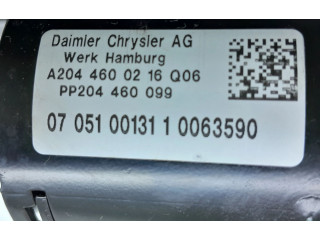 Daimler Chrysler AG
Werk Hamburg
A204 460 02 16 Q06
PP204 460 099
07 051 00131 1 0063590